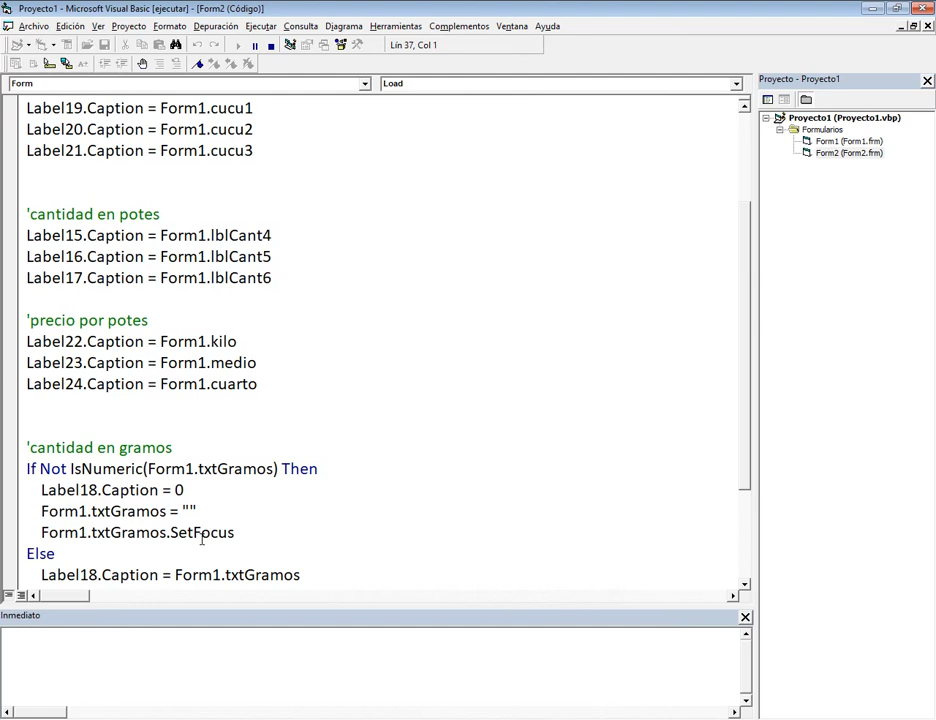 Proyecto1 - Microsoft Visual Basic [ejecutar] - [Form2 (Código)]
Archivo Edición Ver Proyecto Formato Depuración Ejecutar Consulta Diagrama Herramientas Complementos Ventana Ayuda
Lín 37, Col 1
Form Load
Label19.Caption = Form1.cucu1
Label20.Caption = Form1.cucu2
Label21.Caption = Form1.cucu3
'cantidad en potes
Label15.Caption = Form1.lblCant4
Label16.Caption = Form1.lblCant5
Label17.Caption = Form1.lblCant6
'precio por potes
Label22.Caption = Form1.kilo
Label23.Caption = Form1.medio
Label24.Caption = Form1.cuarto
'cantidad en gramos
If Not IsNumeric(Form1.txtGramos) Then
Label18.Caption = 0
Form1.txtGramos = ""
Form1.txtGramos.SetFocus
Else
Label18.Caption = Form1.txtGramos
Inmediato
Proyecto - Proyecto1
Proyecto1 (Proyecto1.vbp)
Formularios
Form1 (Form1.frm)
Form2 (Form2.frm)